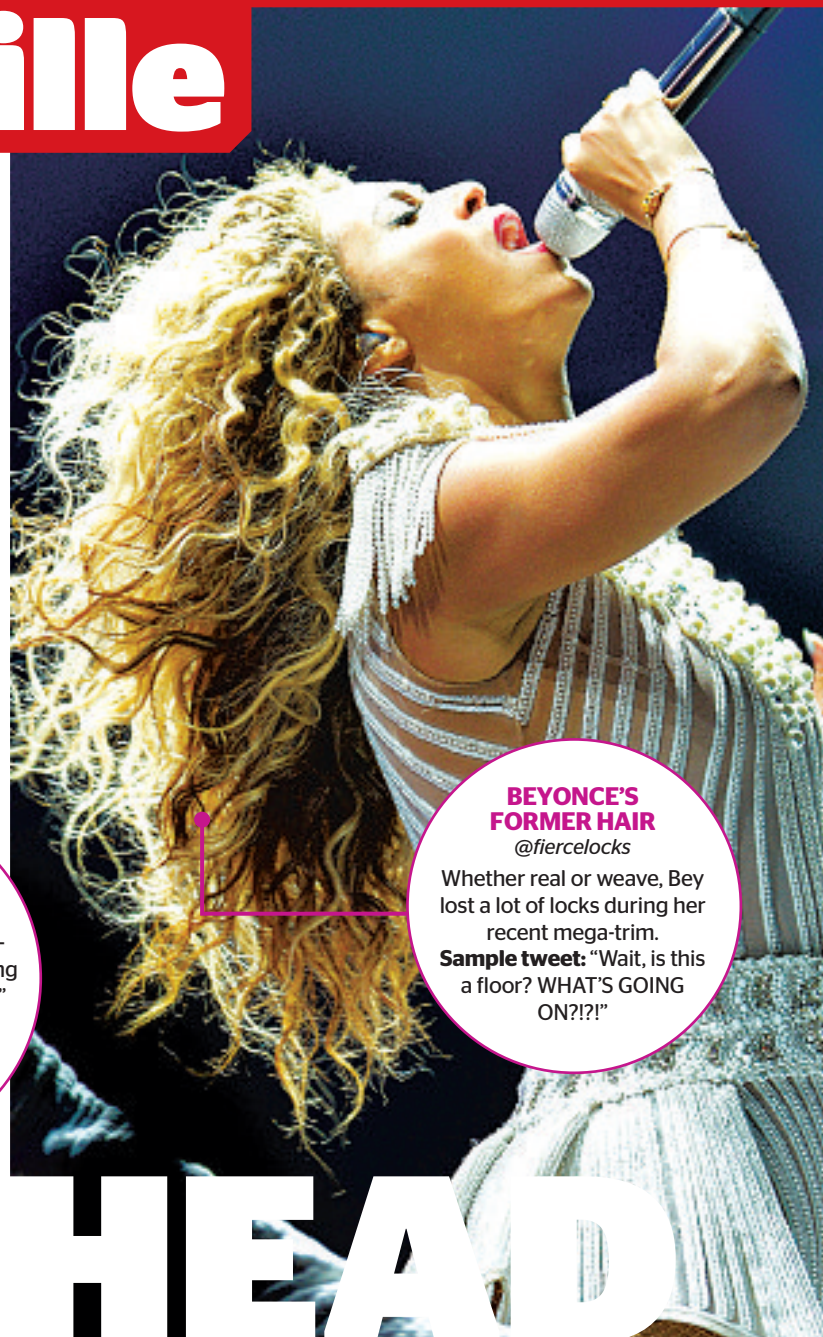 ille
BEYONCE'S
FORMER HAIR
@fiercelocks
Whether real or weave, Bey
lost a lot of locks during her
recent mega-trim.
Sample tweet: “Wait, is this
a floor? WHAT'S GOING
ON?!?!”
-
ng
”
HEAD